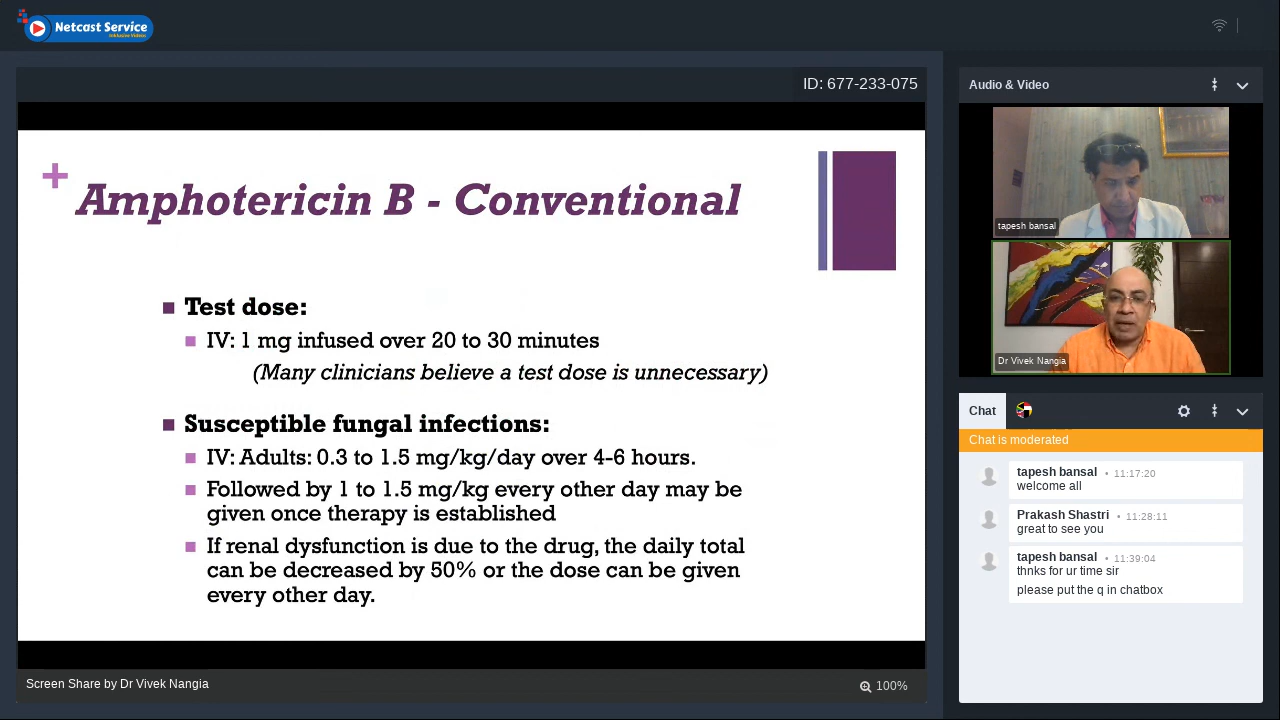 Netcast Service
Inklusive Videos
ID: 677-233-075
+
Amphotericin B - Conventional
Test dose:
IV: 1 mg infused over 20 to 30 minutes
(Many clinicians believe a test dose is unnecessary)
Susceptible fungal infections:
IV: Adults: 0.3 to 1.5 mg/kg/day over 4-6 hours.
Followed by 1 to 1.5 mg/kg every other day may be
given once therapy is established
If renal dysfunction is due to the drug, the daily total
can be decreased by 50% or the dose can be given
every other day.
Screen Share by Dr Vivek Nangia
100%
Audio & Video
tapesh bansal
Dr Vivek Nangia
Chat
Chat is moderated
tapesh bansal • 11:17:20
welcome all
Prakash Shastri • 11:28:11
great to see you
tapesh bansal • 11:39:04
thnks for ur time sir
please put the q in chatbox